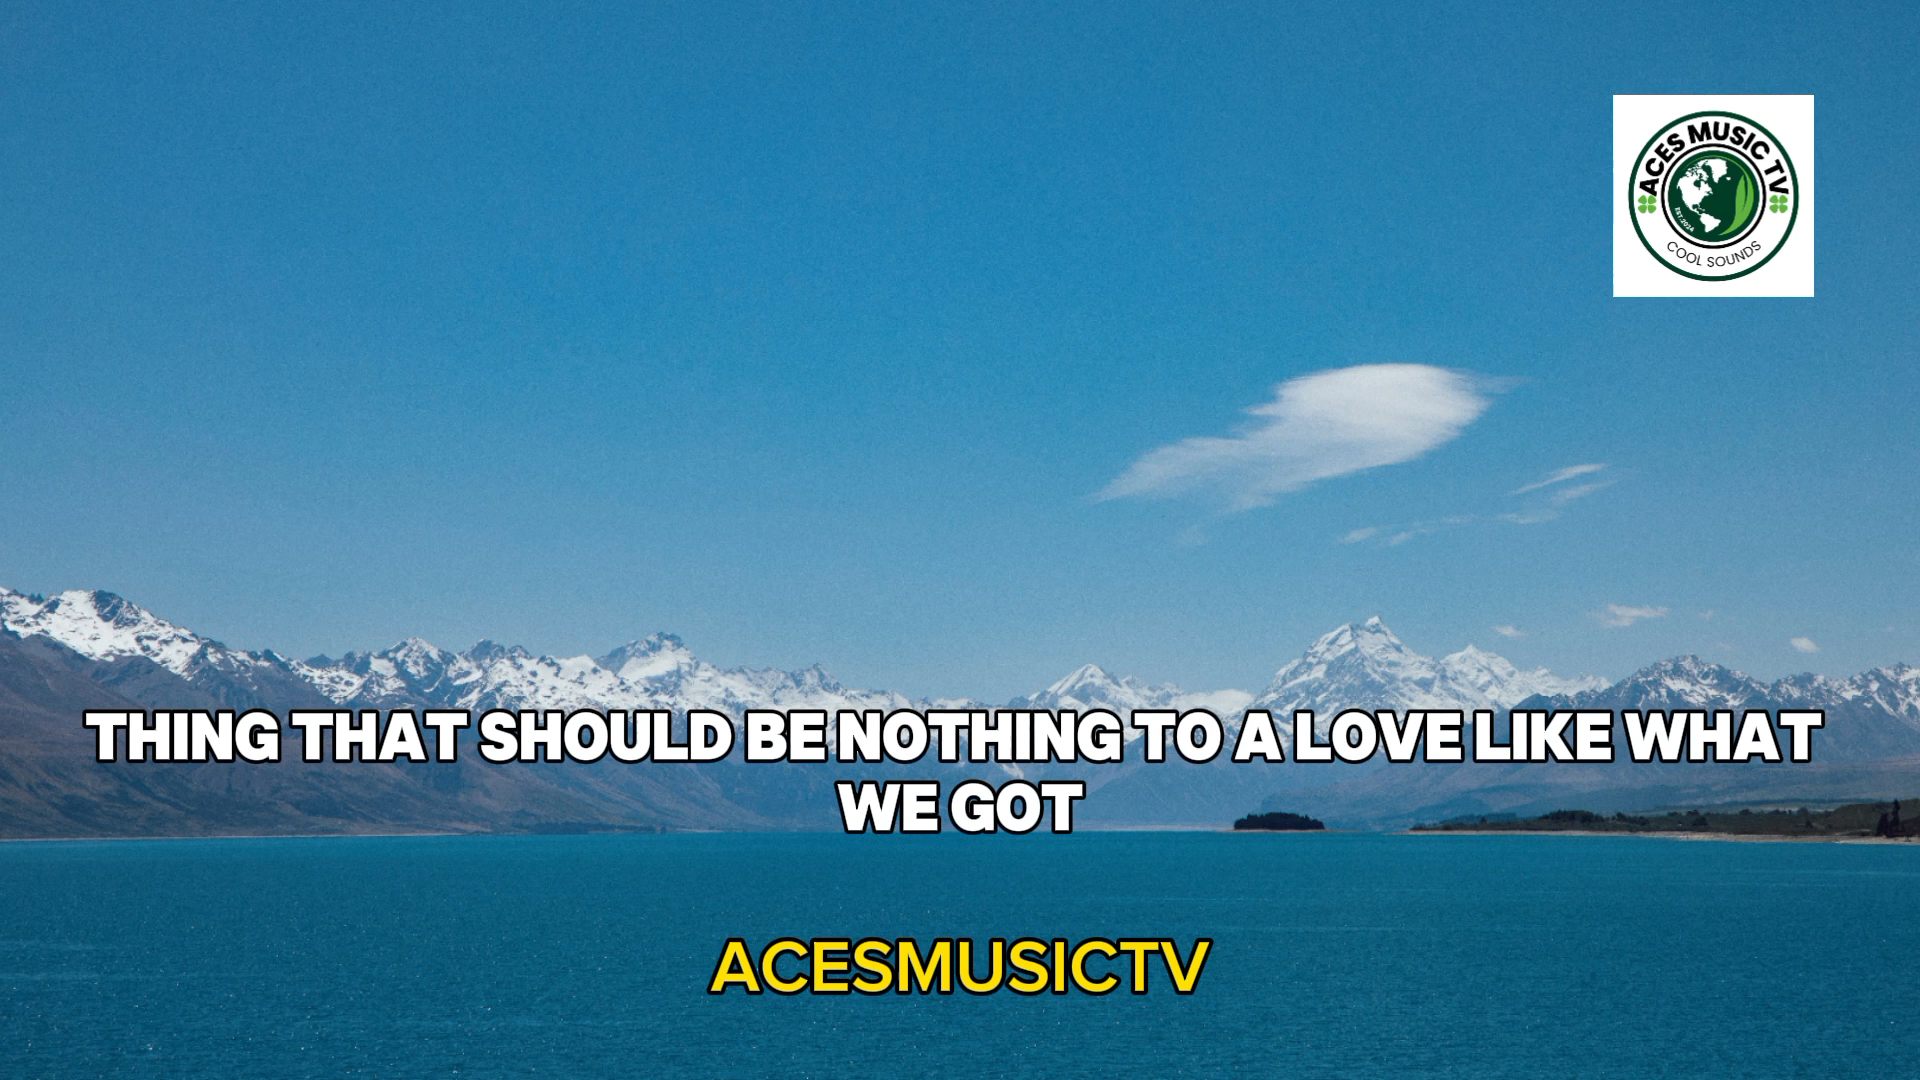 ACES MUSIC TV
EST.2024
COOL SOUNDS
THING THAT SHOULD BE NOTHING TO A LOVE LIKE WHAT
WE GOT
ACESMUSICTV